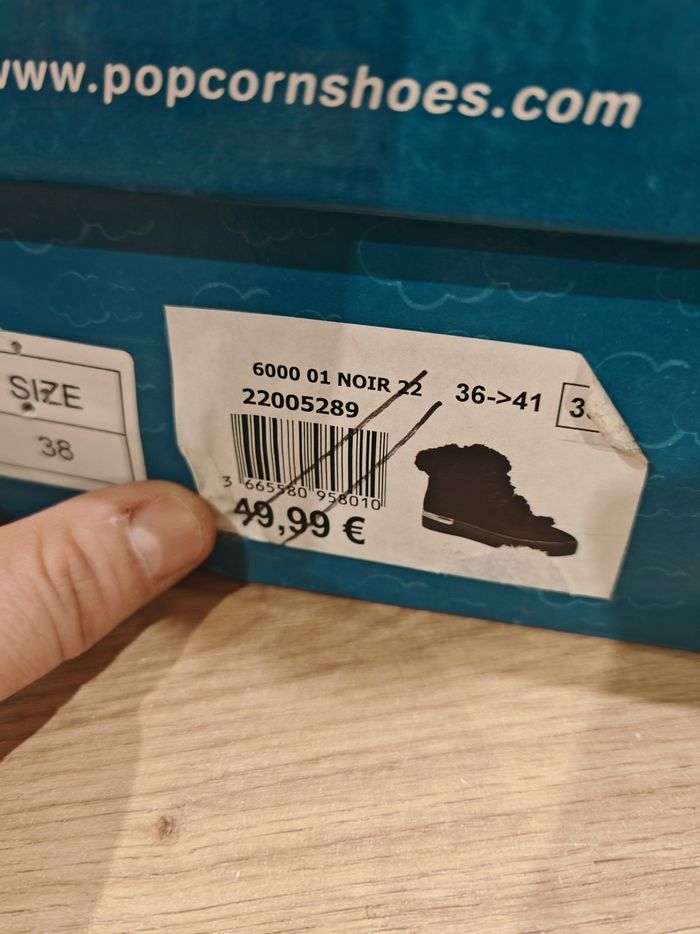 www.popcornshoes.com
SIZE
38
6000 01 NOIR 22
22005289
36->41
3 665580 958010
49,99 €